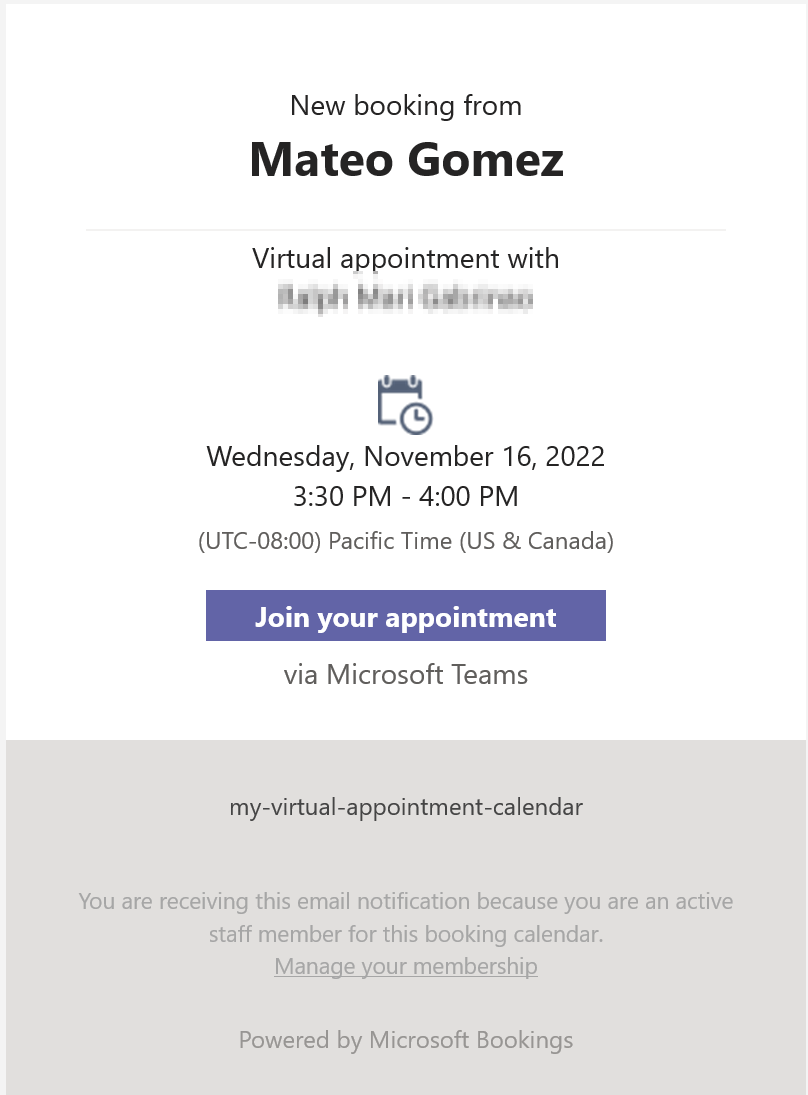 New booking from
Mateo Gomez
Virtual appointment with
Wednesday, November 16, 2022
3:30 PM - 4:00 PM
(UTC-08:00) Pacific Time (US & Canada)
Join your appointment
via Microsoft Teams
my-virtual-appointment-calendar
You are receiving this email notification because you are an active
staff member for this booking calendar.
Manage your membership
Powered by Microsoft Bookings